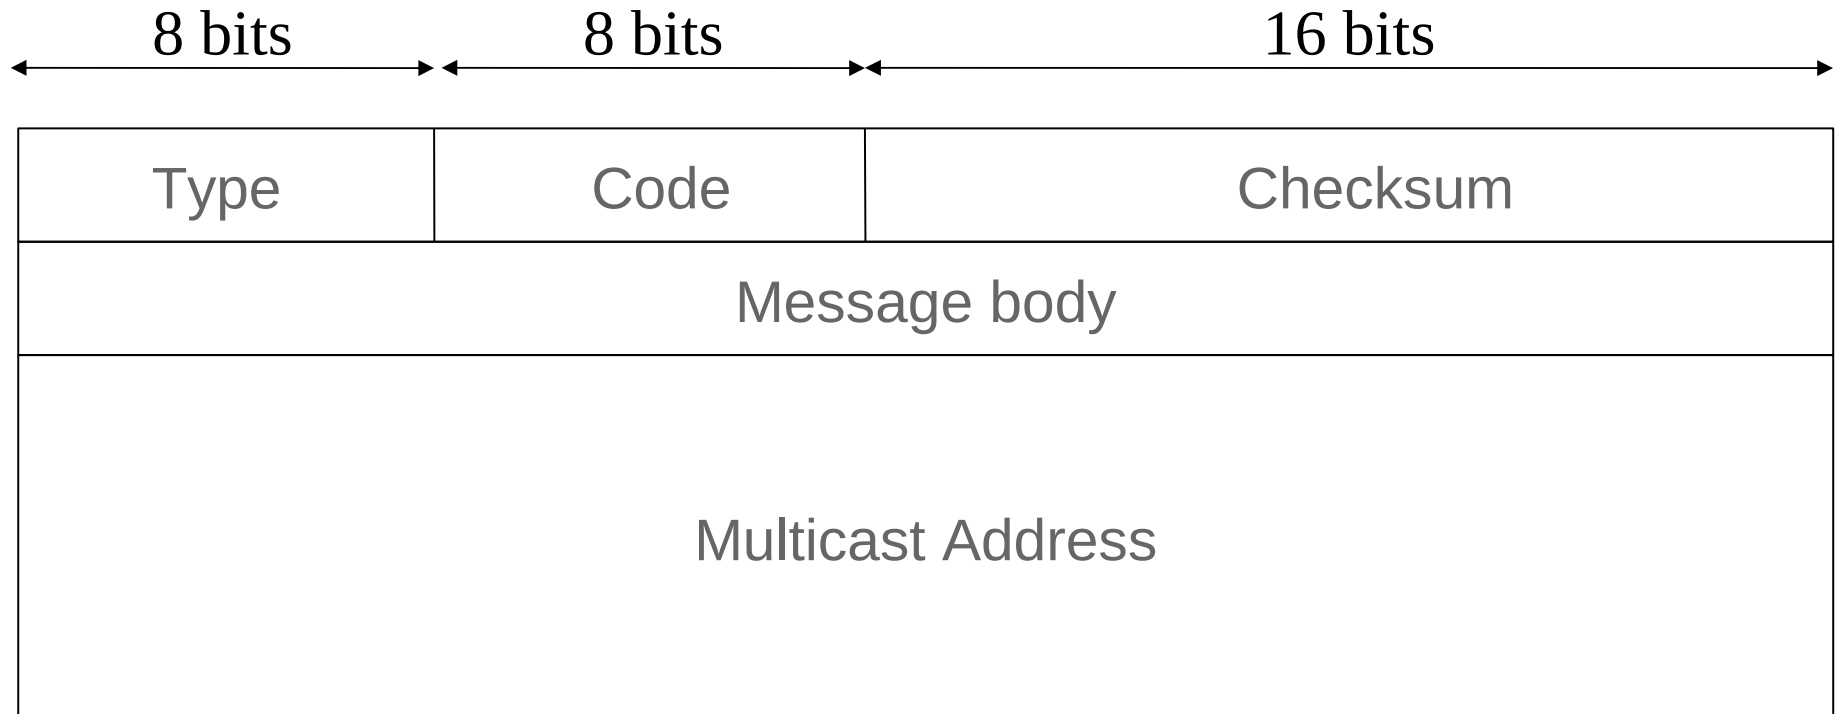 8 bits 8 bits 16 bits
Type Code Checksum
Message body
Multicast Address